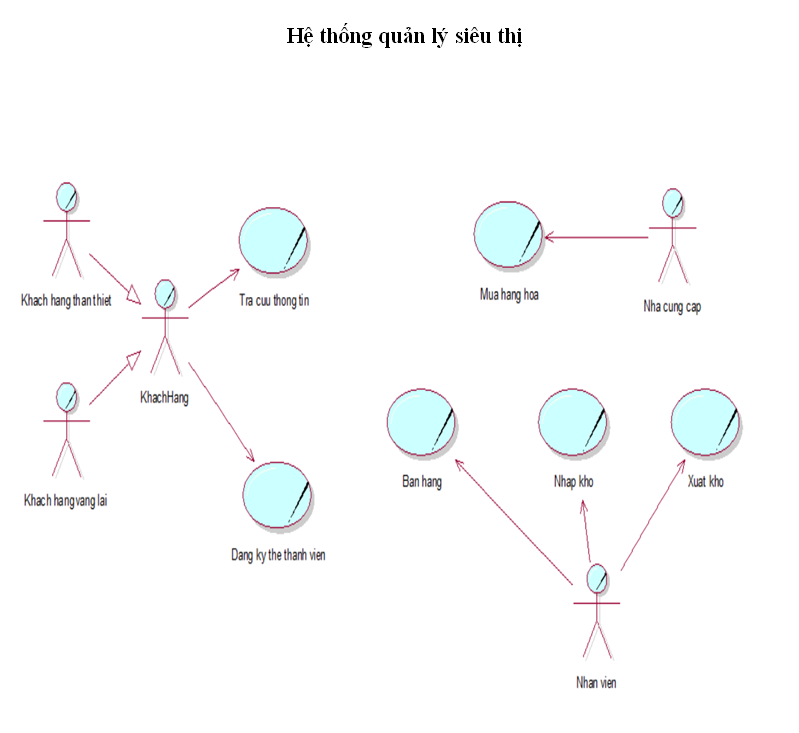 Hệ thống quản lý siêu thị
Khach hang than thiet
Tra cuu thong tin
Mua hang hoa
Nha cung cap
KhachHang
Khach hang vang lai
Ban hang
Nhap kho
Xuat kho
Dang ky the thanh vien
Nhan vien